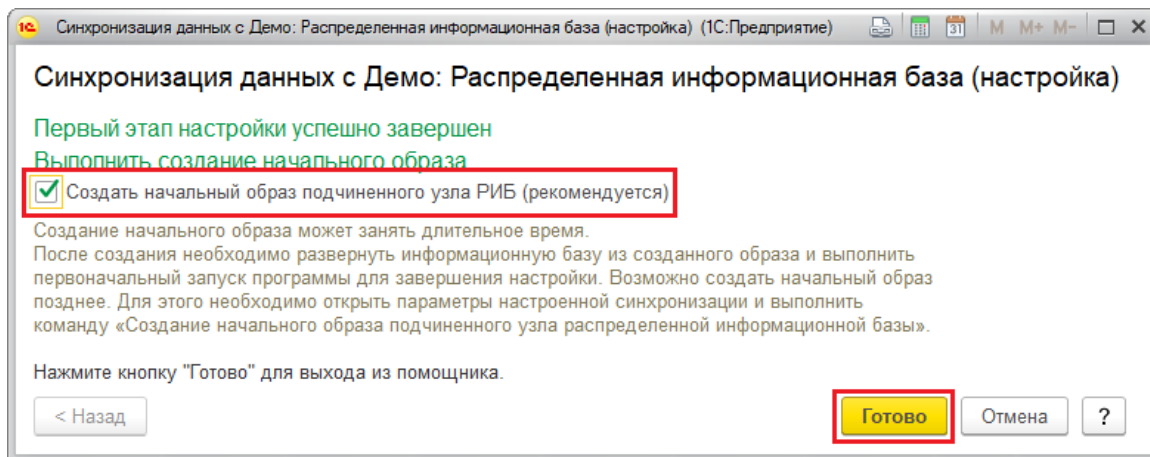 1С Синхронизация данных с Демо: Распределенная информационная база (настройка) (1С:Предприятие) 31 M M+ M-
Синхронизация данных с Демо: Распределенная информационная база (настройка)
Первый этап настройки успешно завершен
Выполнить создание начального образа
Создать начальный образ подчиненного узла РИБ (рекомендуется)
Создание начального образа может занять длительное время.
После создания необходимо развернуть информационную базу из созданного образа и выполнить
первоначальный запуск программы для завершения настройки. Возможно создать начальный образ
позднее. Для этого необходимо открыть параметры настроенной синхронизации и выполнить
команду «Создание начального образа подчиненного узла распределенной информационной базы».
Нажмите кнопку "Готово" для выхода из помощника.
< Назад Готово Отмена ?